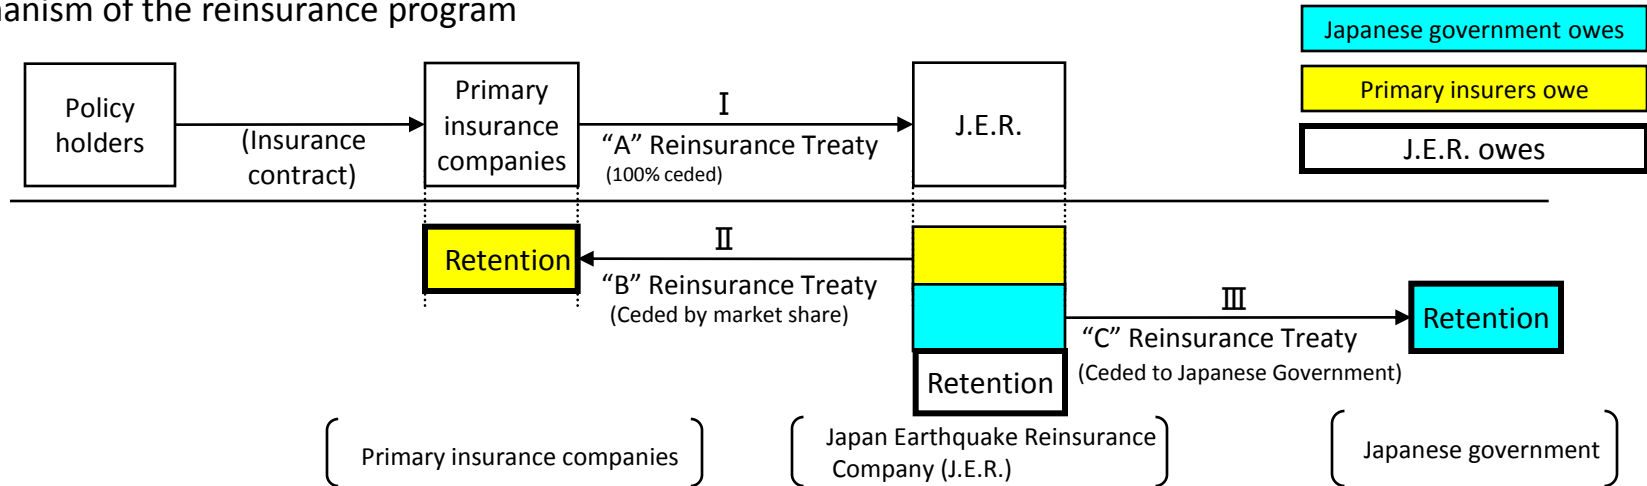 of the reinsurance program
Japanese government owes
Primary insurers owe
J.E.R. owes
Policy
holders
(Insurance
contract)
Primary
insurance
companies
Ⅰ
“A” Reinsurance Treaty
(100% ceded)
J.E.R.
Retention
Ⅱ
“B” Reinsurance Treaty
(Ceded by market share)
Retention
Ⅲ
“C” Reinsurance Treaty
(Ceded to Japanese Government)
Retention
Primary insurance companies
Japan Earthquake Reinsurance
Company (J.E.R.)
Japanese government